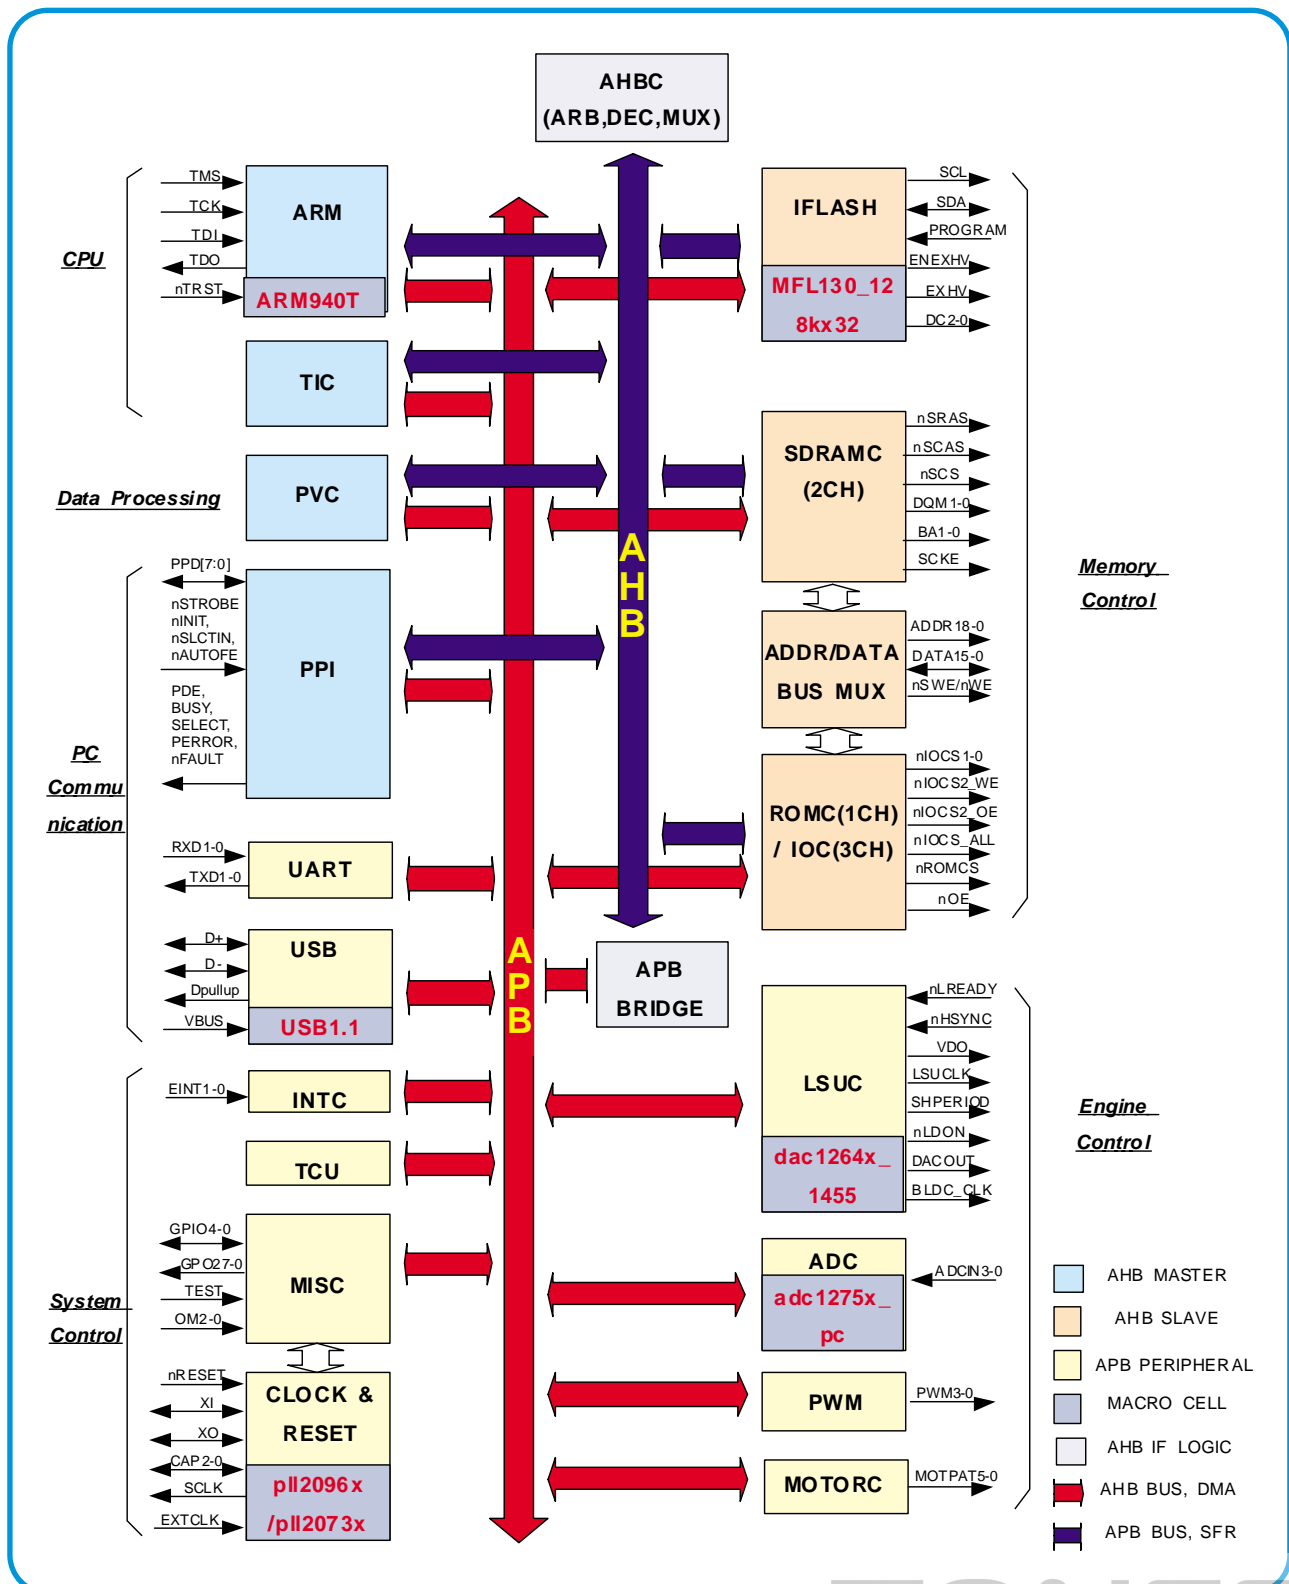 AHBC
(ARB,DEC,MUX)
CPU
TMS
TCK
TDI
TDO
nTRST
ARM
ARM940T
TIC
Data Processing
PVC
PC
Commu
nication
PPD[7:0]
nSTROBE
nINIT,
nSLCTIN,
nAUTOFE
PDE,
BUSY,
SELECT,
PERROR,
nFAULT
PPI
RXD1-0
TXD1-0
UART
D+
D-
Dpullup
VBUS
USB
USB1.1
System
Control
EINT1-0
INTC
TCU
GPIO4-0
GPO27-0
TEST
OM2-0
MISC
nRESET
XI
XO
CAP2-0
SCLK
EXTCLK
CLOCK &
RESET
pll2096x
/pll2073x
A
P
B
A
H
B
APB
BRIDGE
IFLASH
MFL130_12
8kx32
SCL
SDA
PROGRAM
ENEXHV
EXHV
DC2-0
SDRAMC
(2CH)
nSRAS
nSCAS
nSCS
DQM1-0
BA1-0
SCKE
Memory
Control
ADDR/DATA
BUS MUX
ADDR18-0
DATA15-0
nSWE/nWE
ROMC(1CH)
/ IOC(3CH)
nIOCS1-0
nIOCS2_WE
nIOCS2_OE
nIOCS_ALL
nROMCS
nOE
LSUC
dac1264x_
1455
nLREADY
nHSYNC
VDO
LSUCLK
SHPERIOD
nLDON
DACOUT
BLDC_CLK
Engine
Control
ADC
adc1275x_
pc
ADCIN3-0
PWM
PWM3-0
MOTORC
MOTPAT5-0
AHB MASTER
AHB SLAVE
APB PERIPHERAL
MACRO CELL
AHB IF LOGIC
AHB BUS, DMA
APB BUS, SFR